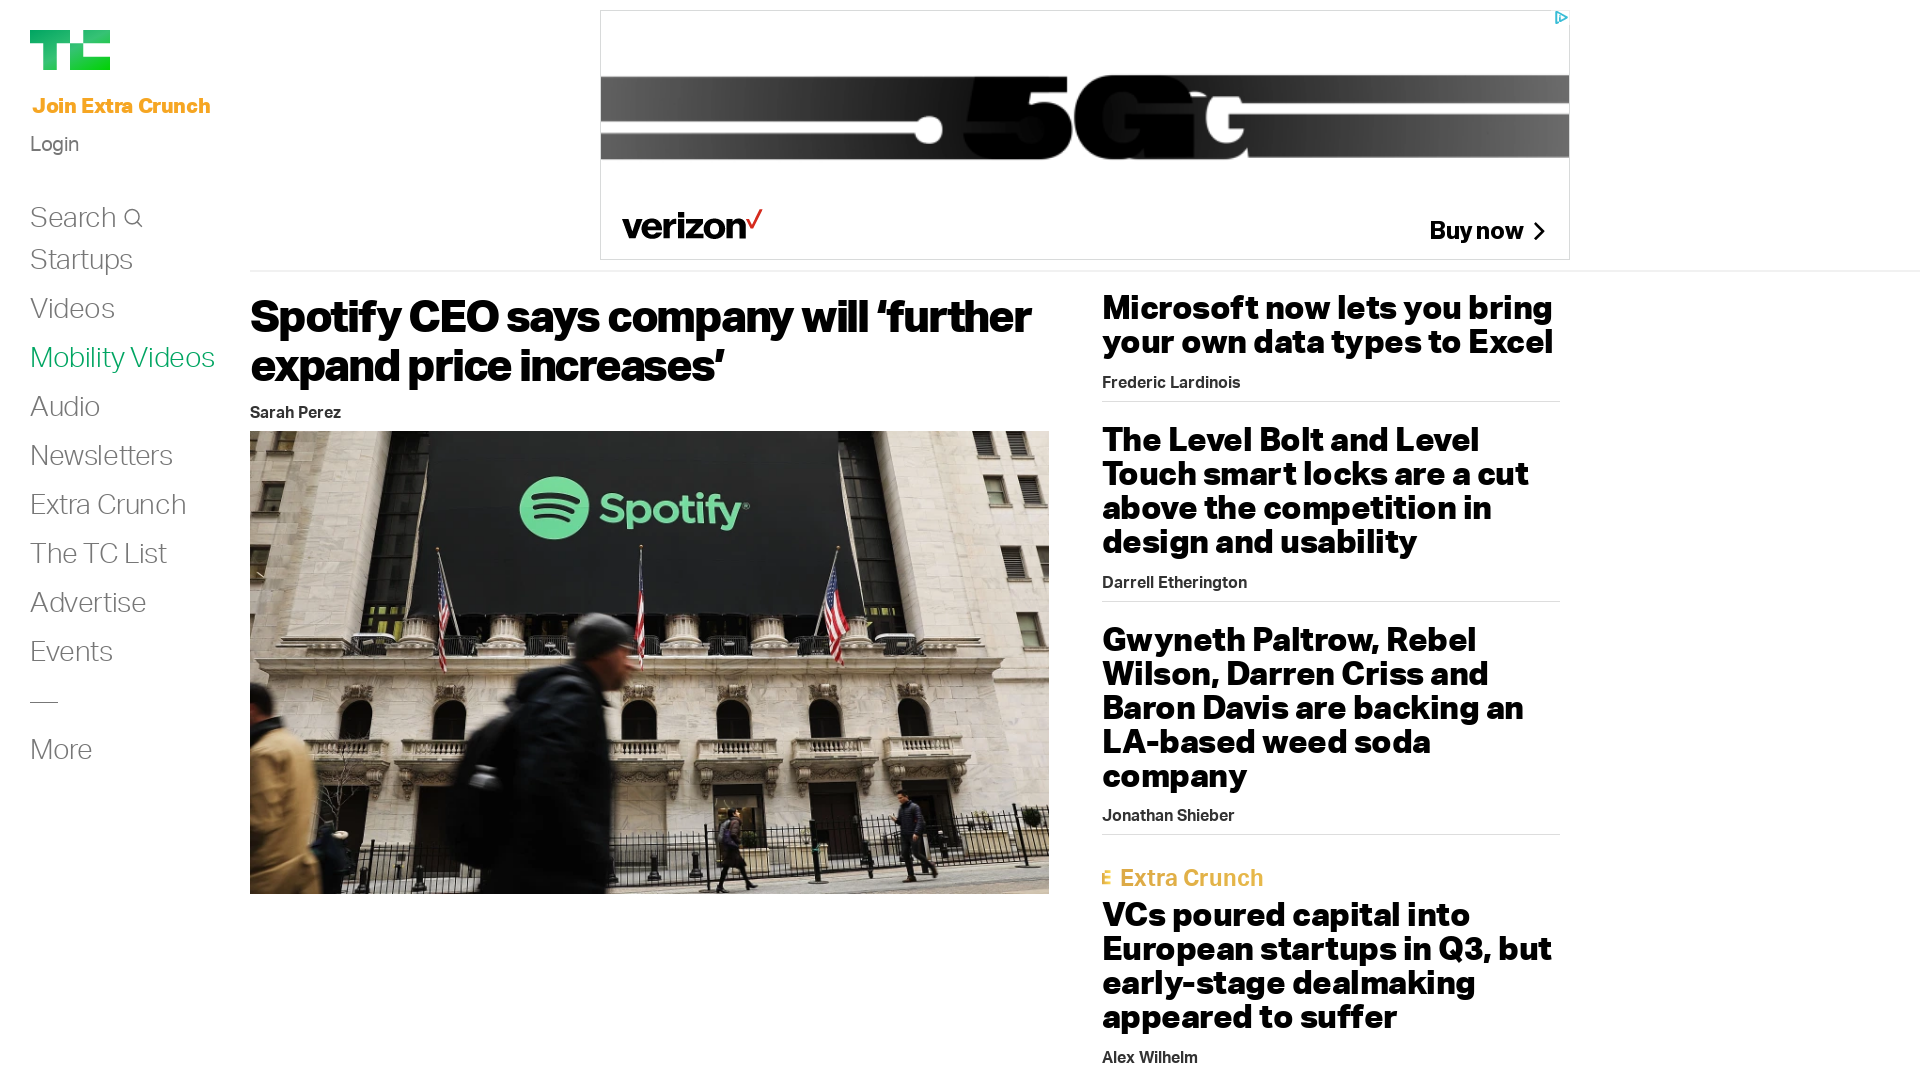 TC
Join Extra Crunch
Login
Search
Startups
Videos
Mobility Videos
Audio
Newsletters
Extra Crunch
The TC List
Advertise
Events
More
5G
verizon
Buy now
Spotify CEO says company will ‘further
expand price increases’
Sarah Perez
Spotify®
Microsoft now lets you bring
your own data types to Excel
Frederic Lardinois
The Level Bolt and Level
Touch smart locks are a cut
above the competition in
design and usability
Darrell Etherington
Gwyneth Paltrow, Rebel
Wilson, Darren Criss and
Baron Davis are backing an
LA-based weed soda
company
Jonathan Shieber
Extra Crunch
VCs poured capital into
European startups in Q3, but
early-stage dealmaking
appeared to suffer
Alex Wilhelm